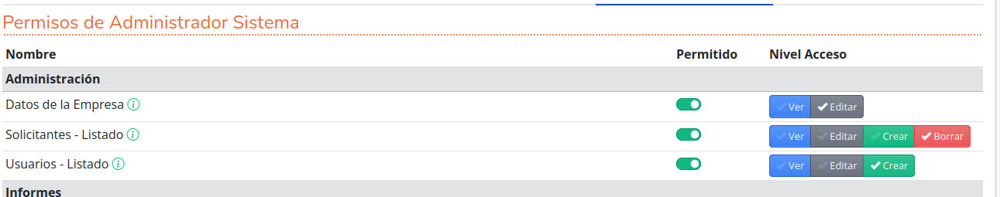 Permisos de Administrador Sistema
Nombre Permitido Nivel Acceso
Administración
Datos de la Empresa Ver Editar
Solicitantes - Listado Ver Editar Crear Borrar
Usuarios - Listado Ver Editar Crear
Informes